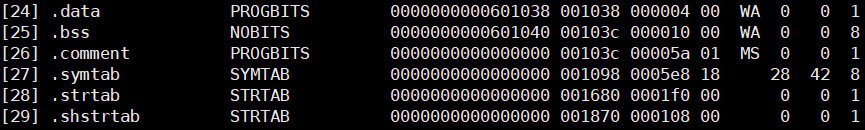 [24] .data PROGBITS 0000000000601038 001038 000004 00 WA 0 0 1
[25] .bss NOBITS 0000000000601040 00103c 000010 00 WA 0 0 8
[26] .comment PROGBITS 0000000000000000 00103c 00005a 01 MS 0 0 1
[27] .symtab SYMTAB 0000000000000000 001098 0005e8 18 28 42 8
[28] .strtab STRTAB 0000000000000000 001680 0001f0 00 0 0 1
[29] .shstrtab STRTAB 0000000000000000 001870 000108 00 0 0 1